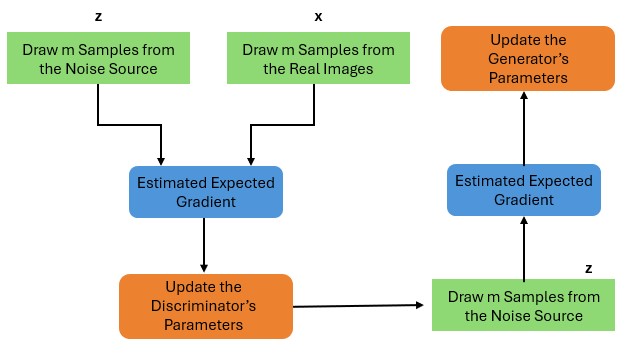 z
Draw m Samples from
the Noise Source
x
Draw m Samples from
the Real Images
Estimated Expected
Gradient
Update the
Discriminator's
Parameters
z
Draw m Samples from
the Noise Source
Estimated Expected
Gradient
Update the
Generator's
Parameters